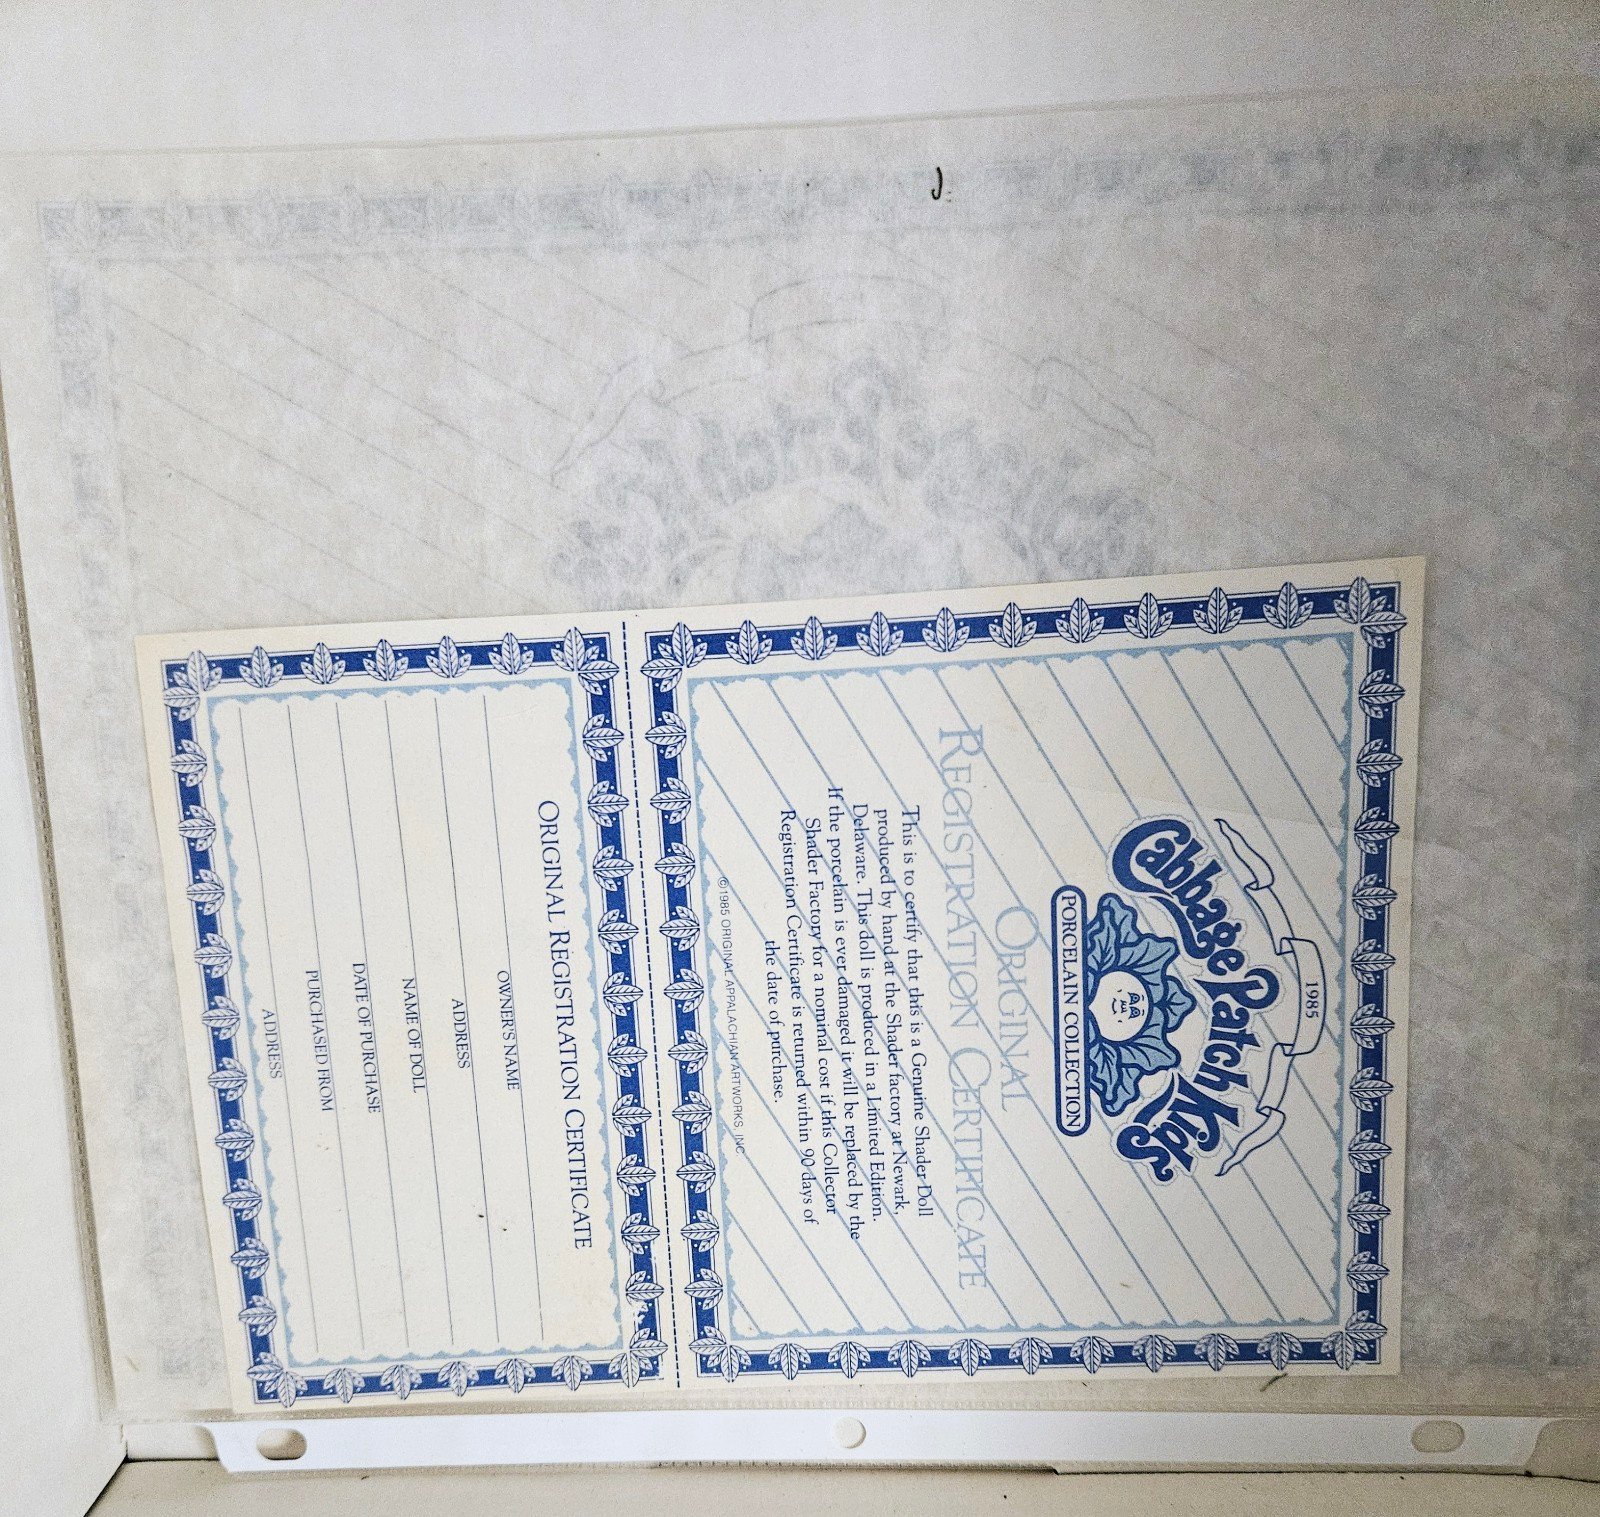 1985
Cabbage Patch Kids
PORCELAIN COLLECTION
ORIGINAL
REGISTRATION CERTIFICATE
This is to certify that this is a Genuine Shader Doll
produced by hand at the Shader factory at Newark,
Delaware. This doll is produced in a Limited Edition.
If the porcelain is ever damaged it will be replaced by the
Shader Factory for a nominal cost if this Collector
Registration Certificate is returned within 90 days of
the date of purchase.
©1985 ORIGINAL APPALACHIAN ARTWORKS, INC
ORIGINAL REGISTRATION CERTIFICATE
OWNER'S NAME
ADDRESS
NAME OF DOLL
DATE OF PURCHASE
PURCHASED FROM
ADDRESS